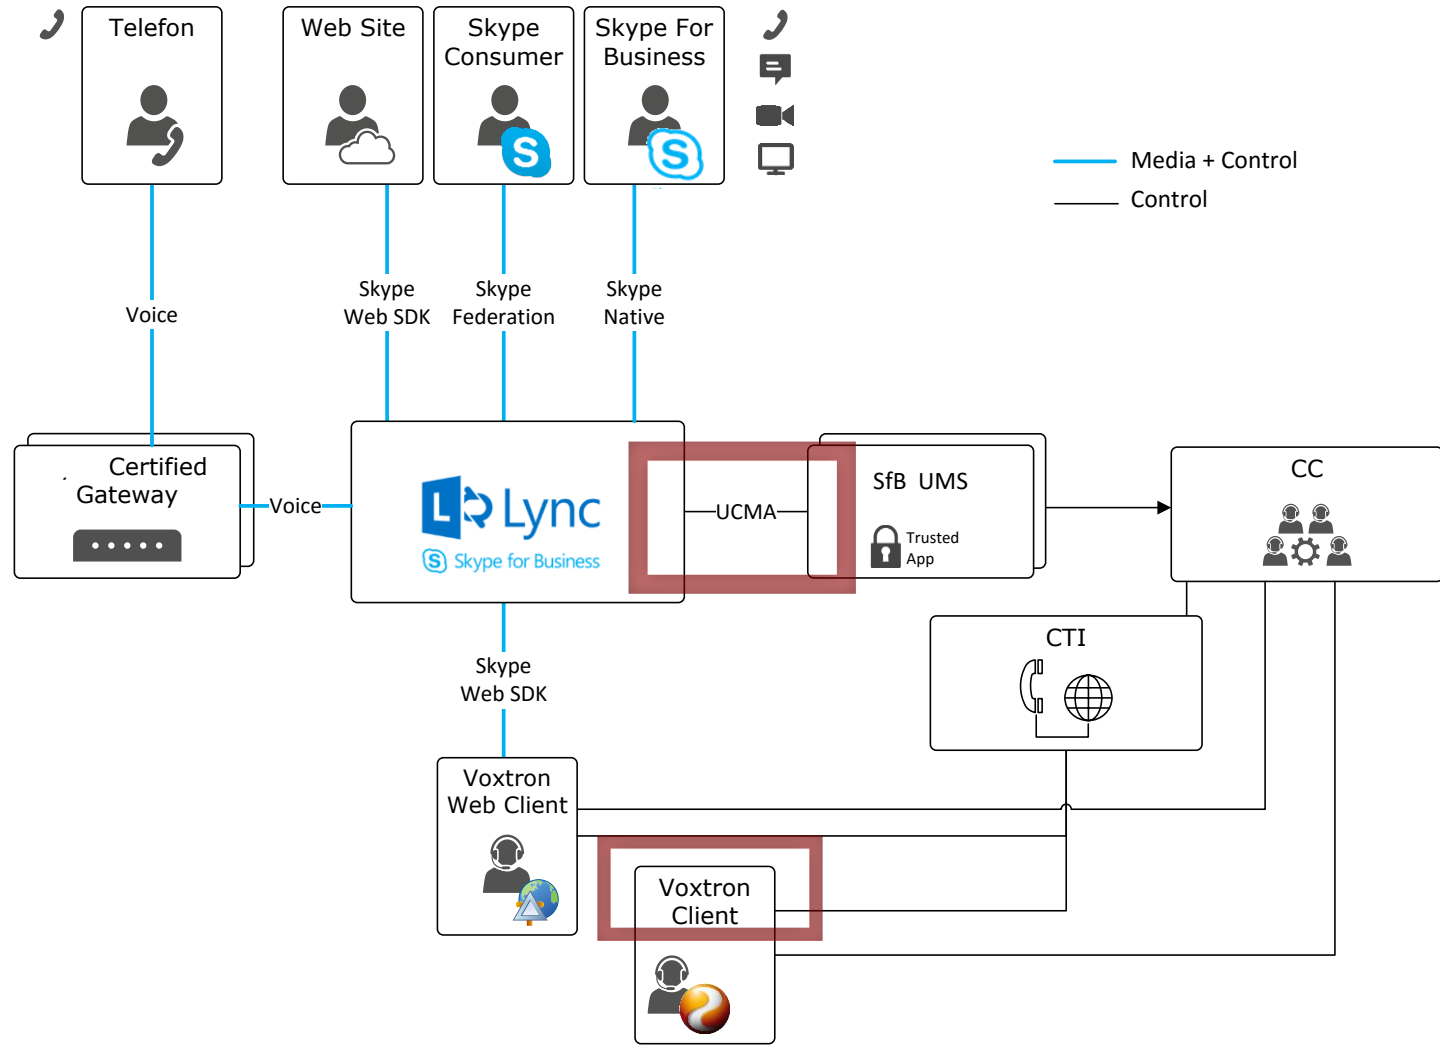 Telefon
Web Site
Skype
Consumer
Skype For
Business
Media + Control
Control
Voice
Skype
Web SDK
Skype
Federation
Skype
Native
Certified
Gateway
Voice
L Lync
S Skype for Business
UCMA
SfB UMS
Trusted
App
CC
CTI
Skype
Web SDK
Voxtron
Web Client
Voxtron
Client